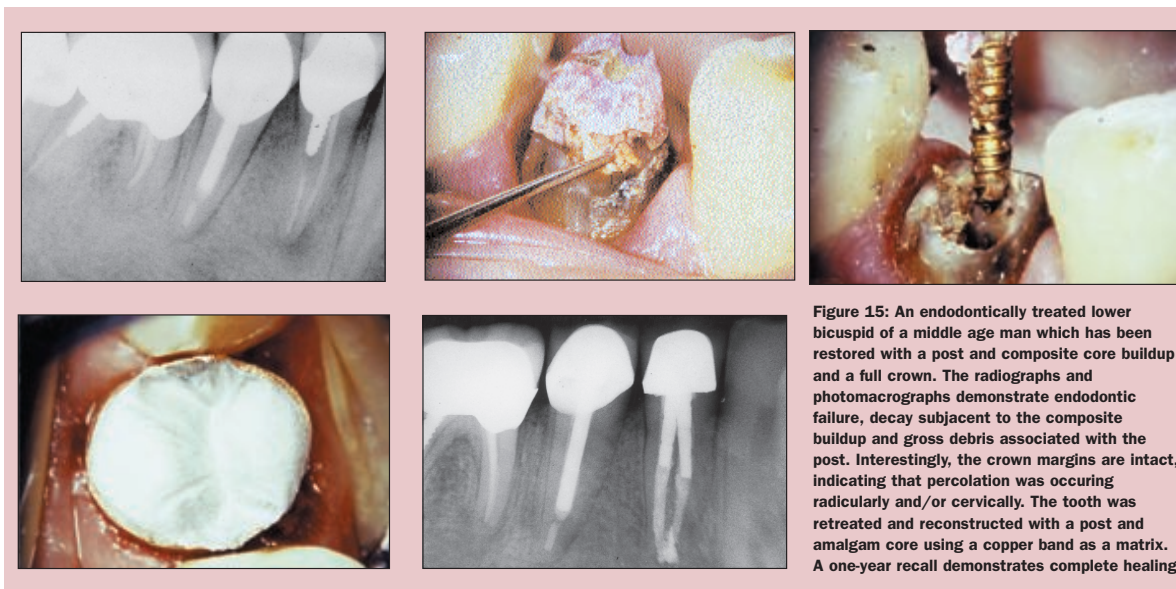 Figure 15: An endodontically treated lower
bicuspid of a middle age man which has been
restored with a post and composite core buildup
and a full crown. The radiographs and
photomacrographs demonstrate endodontic
failure, decay subjacent to the composite
buildup and gross debris associated with the
post. Interestingly, the crown margins are intact,
indicating that percolation was occuring
radicularly and/or cervically. The tooth was
retreated and reconstructed with a post and
amalgam core using a copper band as a matrix.
A one-year recall demonstrates complete healing